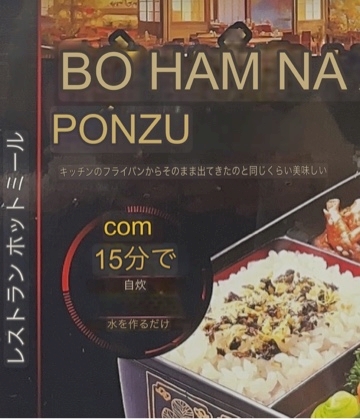 BO HAM NA
PONZU
キッチンのフライパンからそのまま出てきたのと同じくらい美味しい
com
15分で
自炊
水を作るだけ
レストラン ホットミール